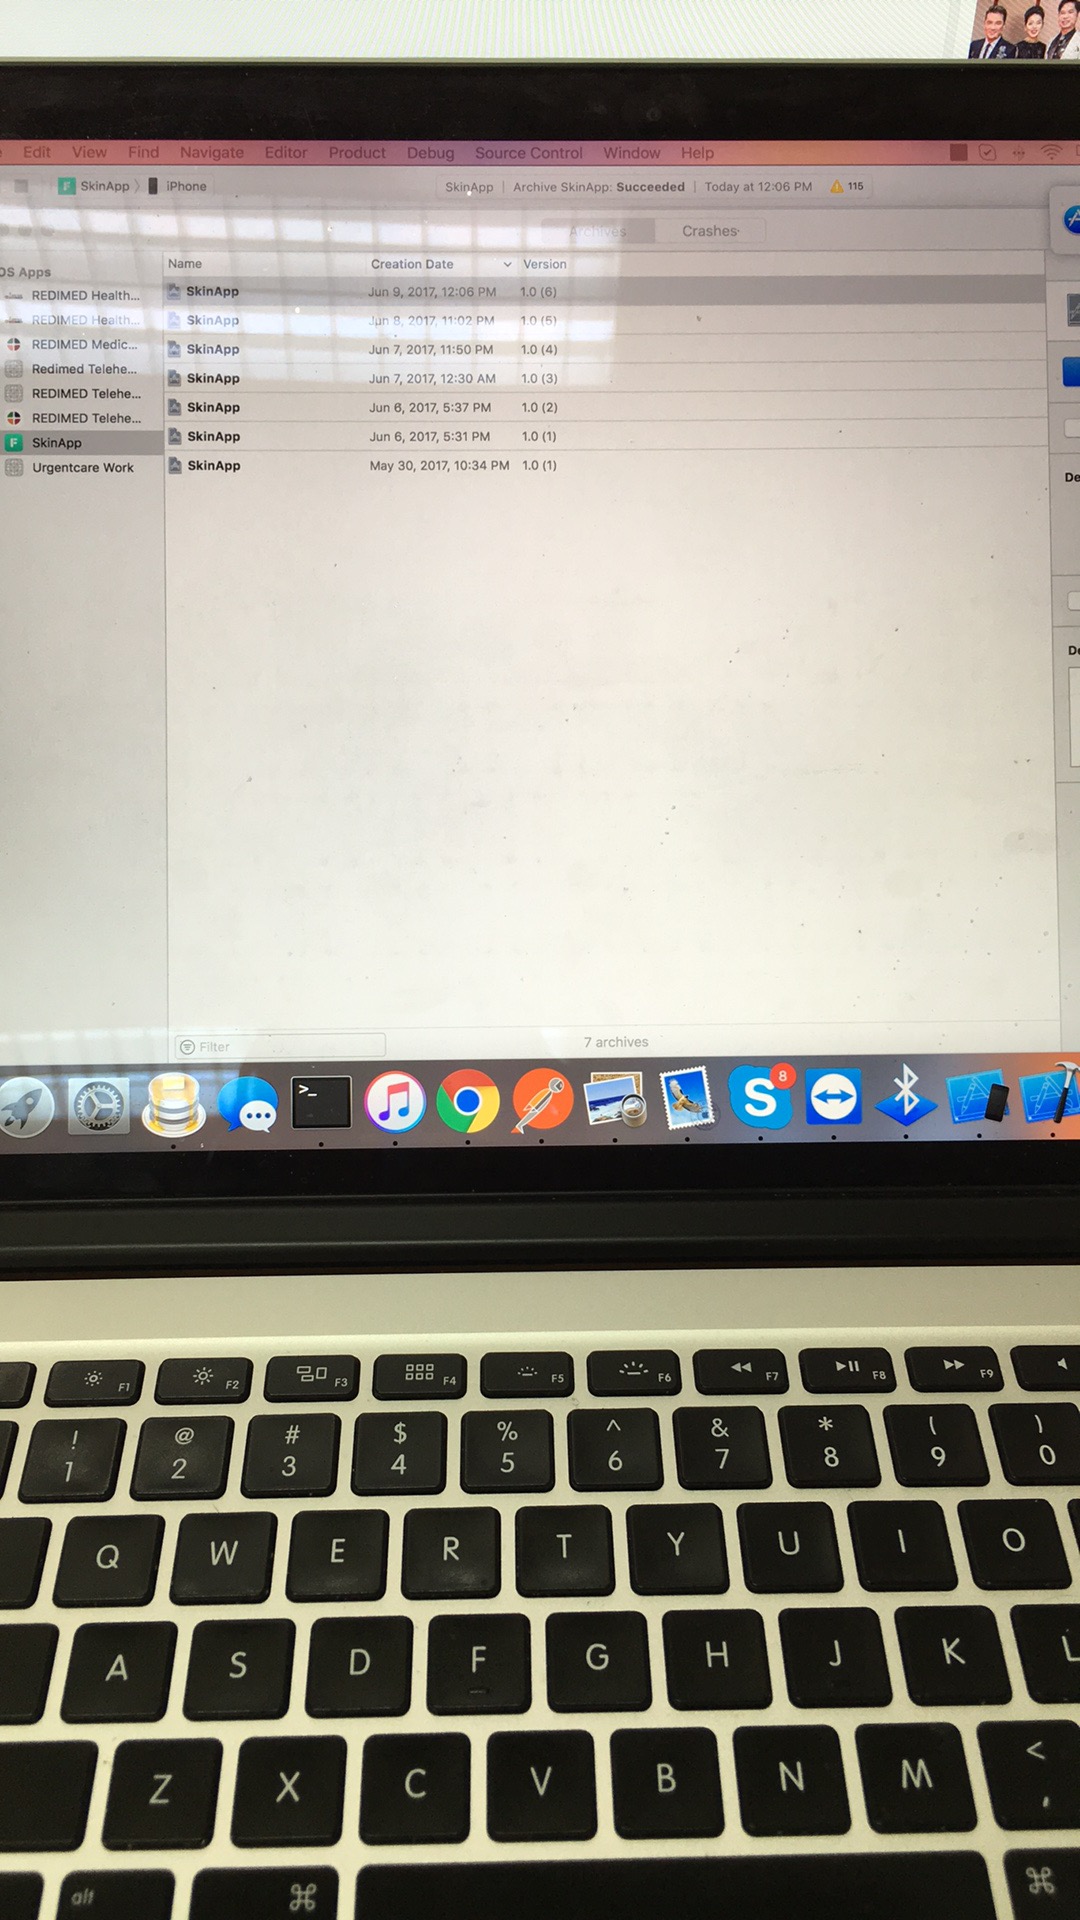 Edit View Find Navigate Editor Product Debug Source Control Window Help
SkinApp iPhone SkinApp | Archive SkinApp: Succeeded | Today at 12:06 PM 115
Archives Crashes
OS Apps
REDIMED Health...
REDIMED Health...
REDIMED Medic...
Redimed Telehe...
REDIMED Telehe...
REDIMED Telehe...
F SkinApp
Urgentcare Work
Name Creation Date Version
SkinApp Jun 9, 2017, 12:06 PM 1.0 (6)
SkinApp Jun 8, 2017, 11:02 PM 1.0 (5)
SkinApp Jun 7, 2017, 11:50 PM 1.0 (4)
SkinApp Jun 7, 2017, 12:30 AM 1.0 (3)
SkinApp Jun 6, 2017, 5:37 PM 1.0 (2)
SkinApp Jun 6, 2017, 5:31 PM 1.0 (1)
SkinApp May 30, 2017, 10:34 PM 1.0 (1)
De
De
Filter 7 archives
>_ S 8
F1 F2 F3 F4 F5 F6 F7 F8 F9
! @ # $ % ^ & * ( )
1 2 3 4 5 6 7 8 9 0
Q W E R T Y U I O
A S D F G H J K L
Z X C V B N M <
,
alt ⌘ ⌘